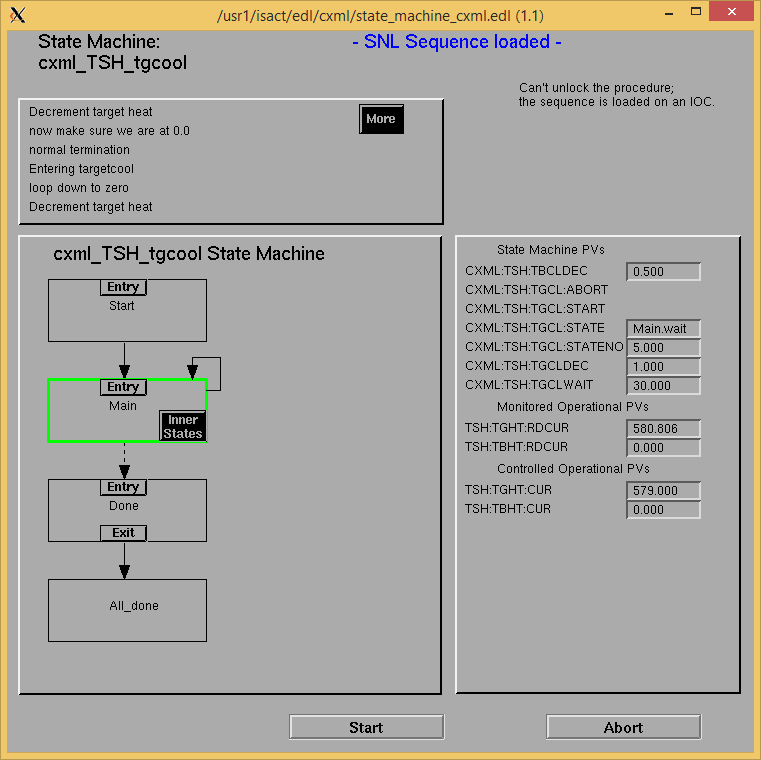 /usr1/isact/edl/cxml/state_machine_cxml.edl (1.1)
State Machine:
cxml_TSH_tgcool
- SNL Sequence loaded -
Can't unlock the procedure;
the sequence is loaded on an IOC.
Decrement target heat
now make sure we are at 0.0
normal termination
Entering targetcool
loop down to zero
Decrement target heat
More
cxml_TSH_tgcool State Machine
Entry
Start
Entry
Main
Inner
States
Entry
Done
Exit
All_done
State Machine PVs
CXML:TSH:TBCLDEC 0.500
CXML:TSH:TGCL:ABORT
CXML:TSH:TGCL:START
CXML:TSH:TGCL:STATE Main.wait
CXML:TSH:TGCL:STATENO 5.000
CXML:TSH:TGCLDEC 1.000
CXML:TSH:TGCLWAIT 30.000
Monitored Operational PVs
TSH:TGHT:RDCUR 580.806
TSH:TBHT:RDCUR 0.000
Controlled Operational PVs
TSH:TGHT:CUR 579.000
TSH:TBHT:CUR 0.000
Start
Abort